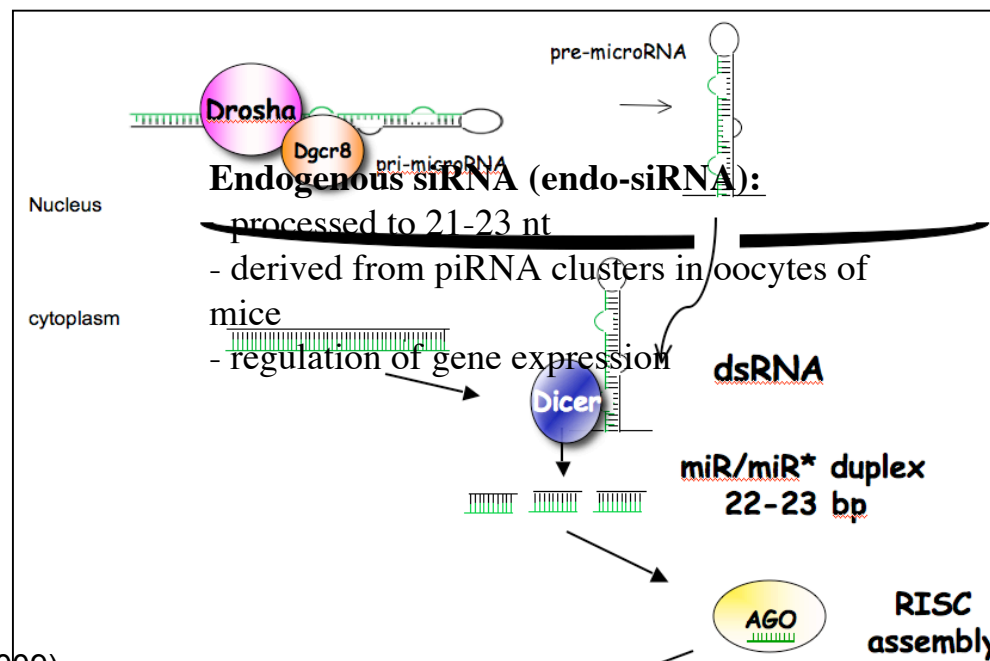 pre-microRNA
Drosha
Dgcr8
pri-microRNA
Endogenous siRNA (endo-siRNA):
Nucleus
- processed to 21-23 nt
- derived from piRNA clusters in oocytes of
mice
cytoplasm
- regulation of gene expression
dsRNA
Dicer
miR/miR* duplex
22-23 bp
AGO
RISC
assembly